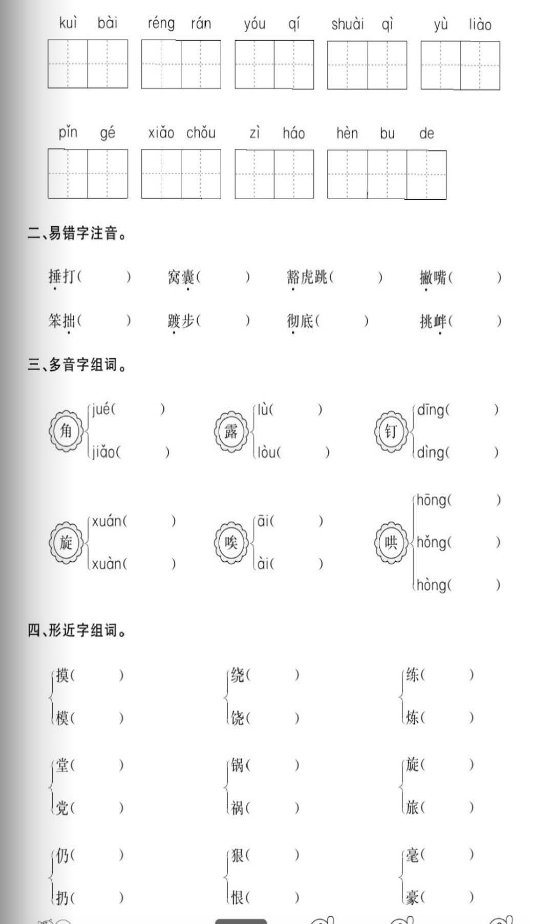 kuì bài réng rán yóu qí shuài qì yù liào
pǐn gé xiǎo chǒu zì háo hèn bu de
二、易错字注音。
捶打( ) 窝囊( ) 豁虎跳( ) 撇嘴( )
笨拙( ) 踱步( ) 彻底( ) 挑衅( )
三、多音字组词。
角 jué( ) jiǎo( ) 露 lù( ) lòu( ) 钉 dīng( ) dìng( )
旋 xuán( ) xuàn( ) 唉 āi( ) ài( ) 哄 hōng( ) hǒng( ) hòng( )
四、形近字组词。
摸( ) 绕( ) 练( )
模( ) 饶( ) 炼( )
堂( ) 锅( ) 旋( )
党( ) 祸( ) 旅( )
仍( ) 狠( ) 毫( )
扔( ) 恨( ) 豪( )